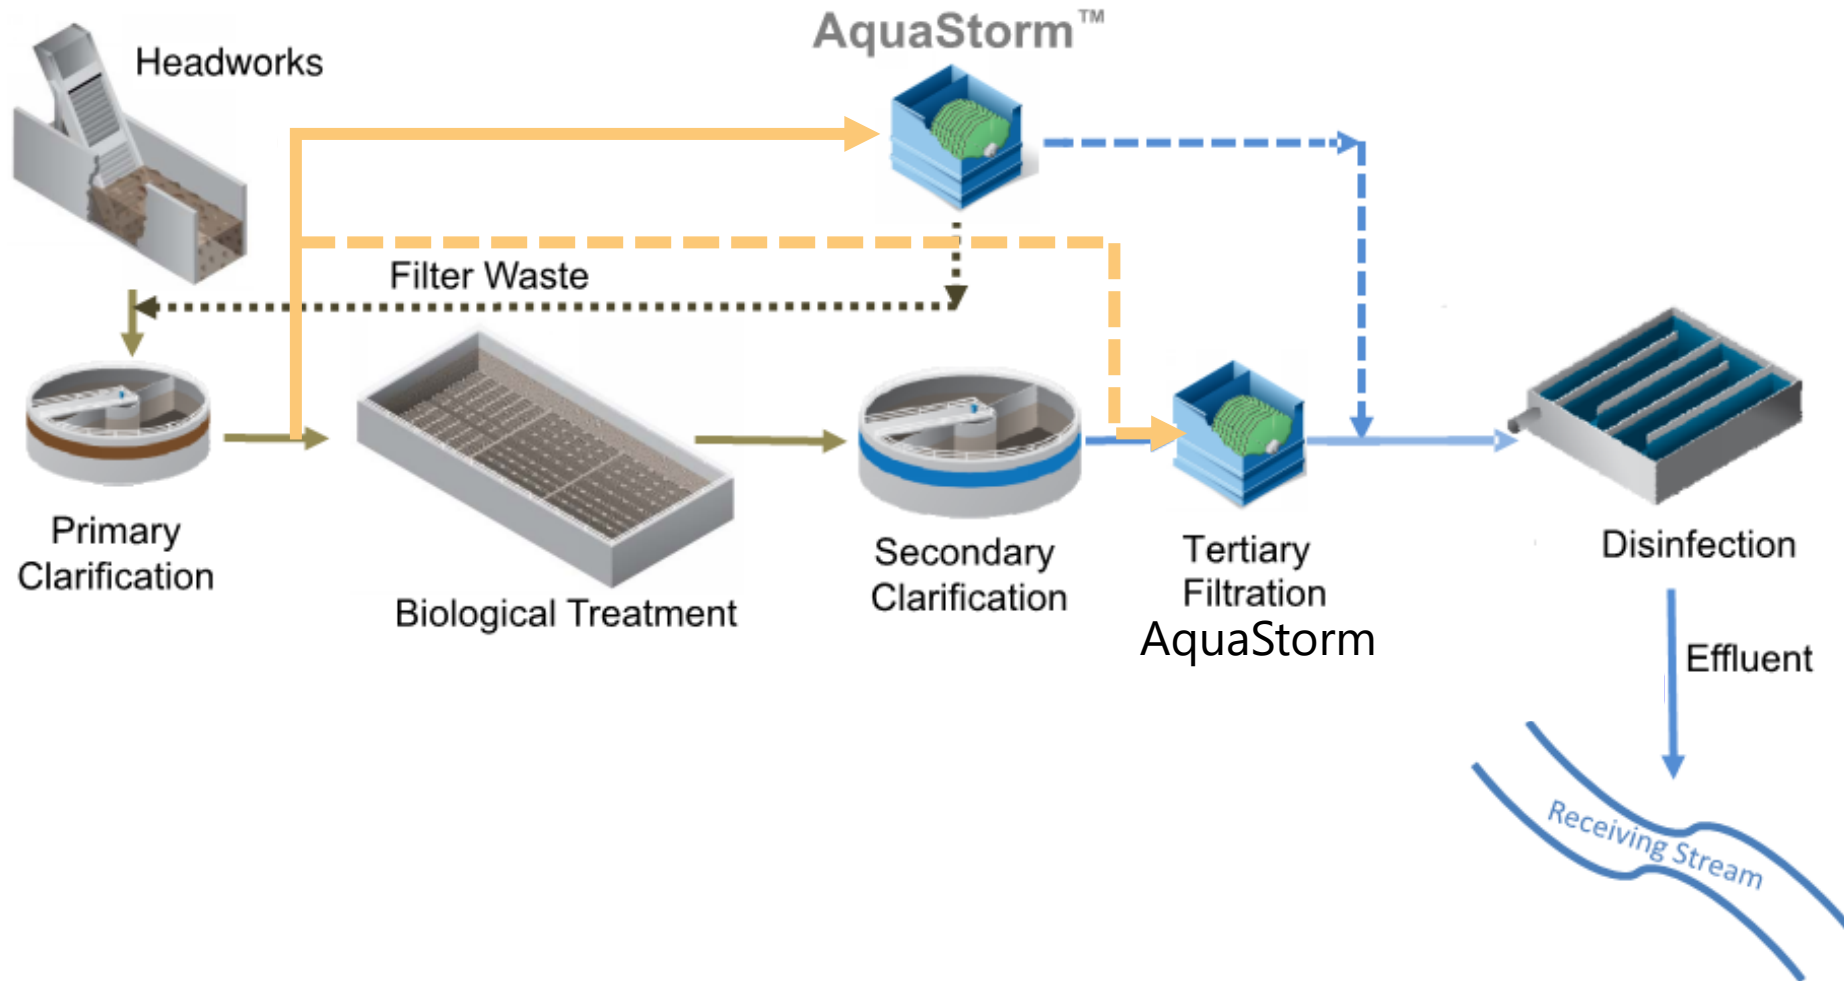 AquaStorm™
Headworks
Filter Waste
Primary
Clarification
Biological Treatment
Secondary
Clarification
Tertiary
Filtration
AquaStorm
Disinfection
Effluent
Receiving Stream